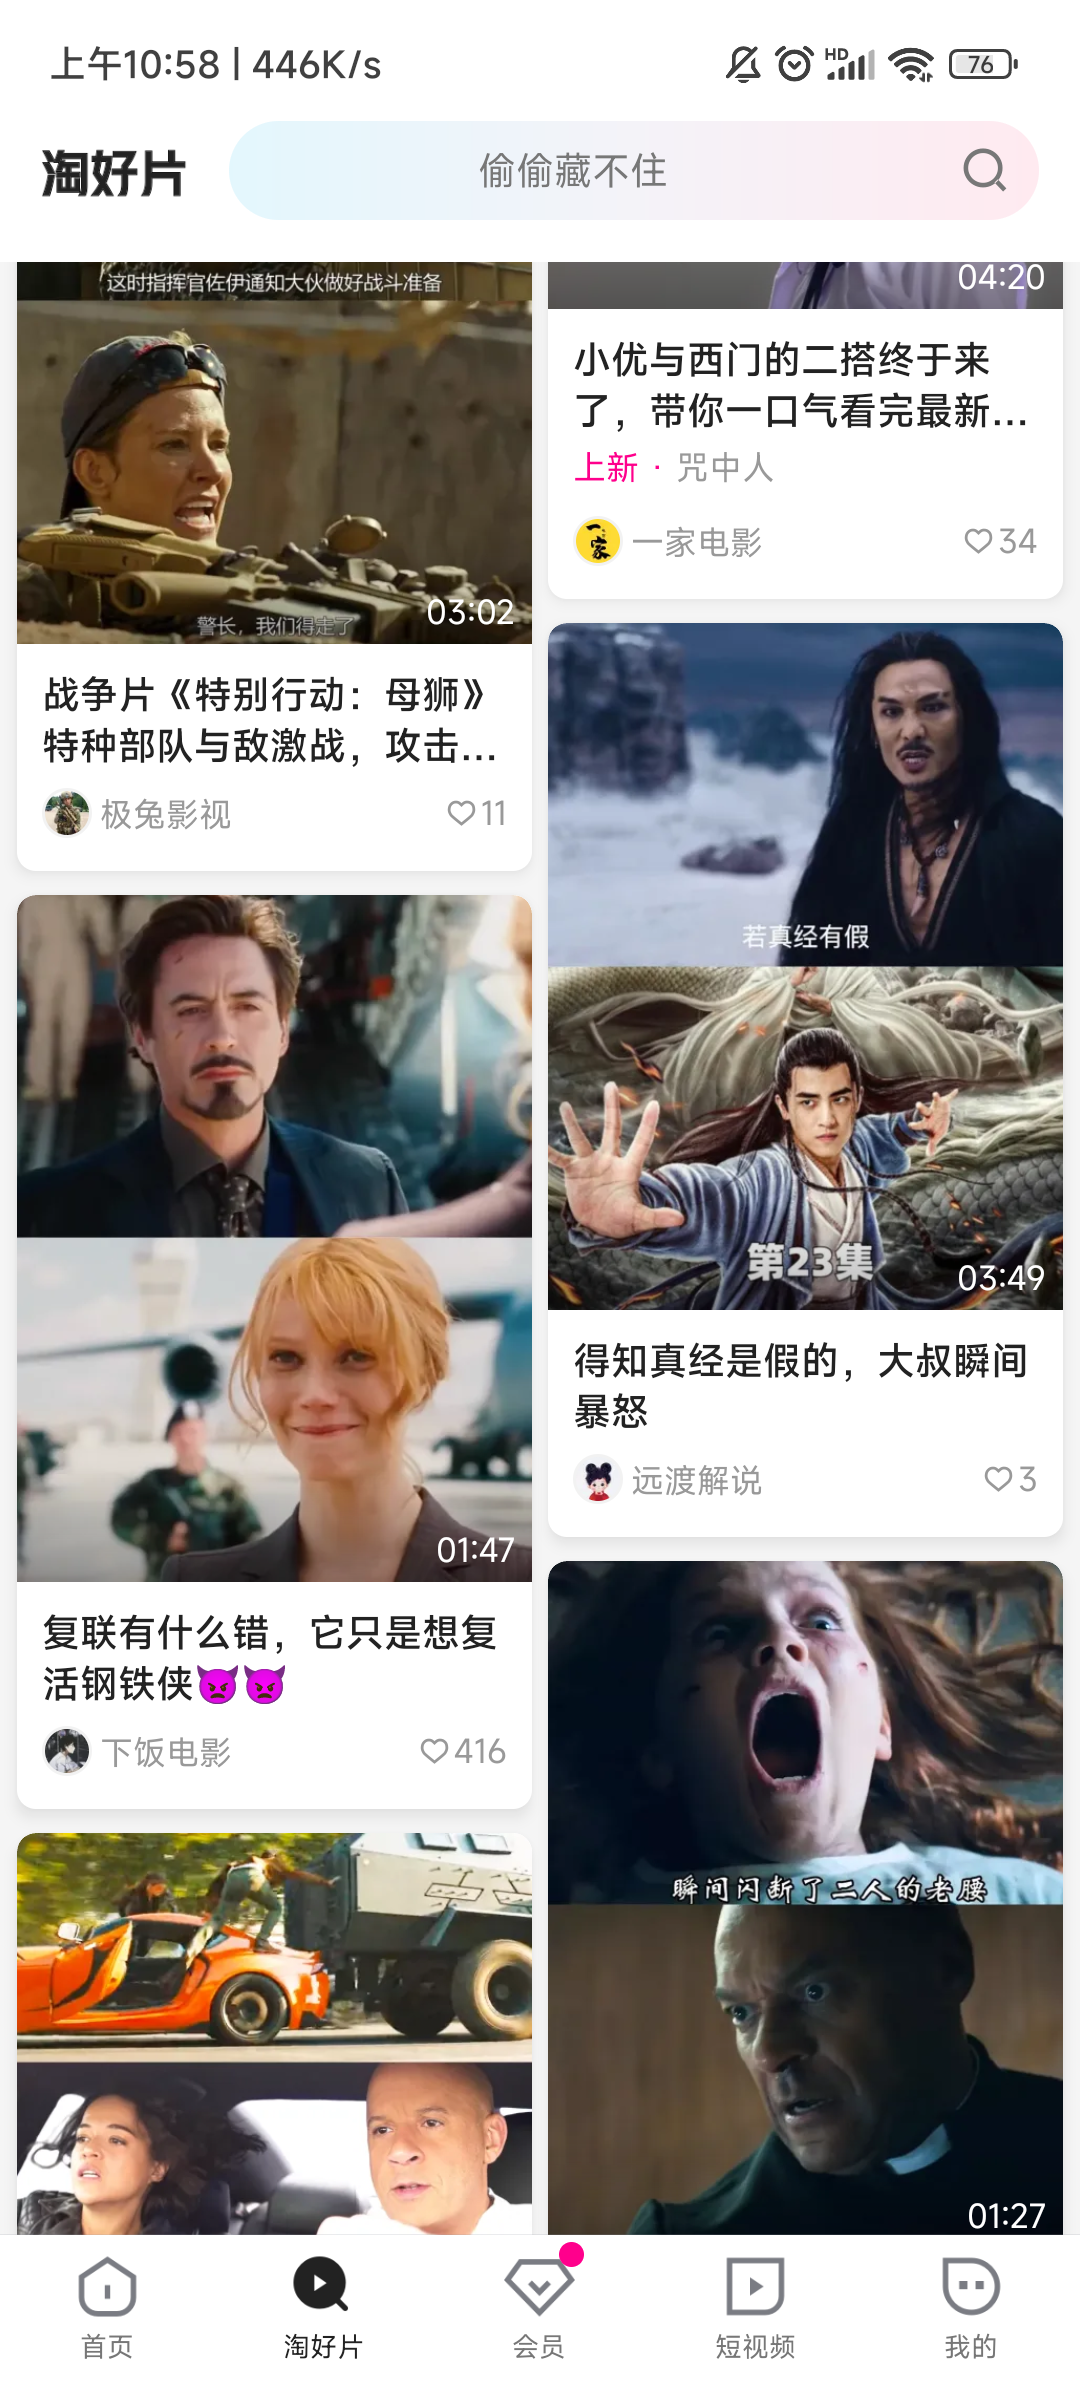 上午10:58 | 446K/s
HD
76
淘好片
偷偷藏不住
这时指挥官佐伊通知大伙做好战斗准备
警长，我们得走了
03:02
战争片《特别行动：母狮》
特种部队与敌激战，攻击...
极兔影视
11
04:20
小优与西门的二搭终于来
了，带你一口气看完最新...
上新 · 咒中人
一家
一家电影
34
若真经有假
第23集
03:49
得知真经是假的，大叔瞬间
暴怒
远渡解说
3
01:47
复联有什么错，它只是想复
活钢铁侠👿👿
下饭电影
416
瞬间闪断了二人的老腰
01:27
首页
淘好片
会员
短视频
我的